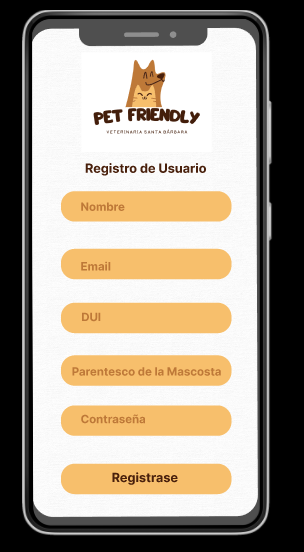 PET FRIENDLY
VETERINARIA SANTA BÁRBARA
Registro de Usuario
Nombre
Email
DUI
Parentesco de la Mascosta
Contraseña
Registrase